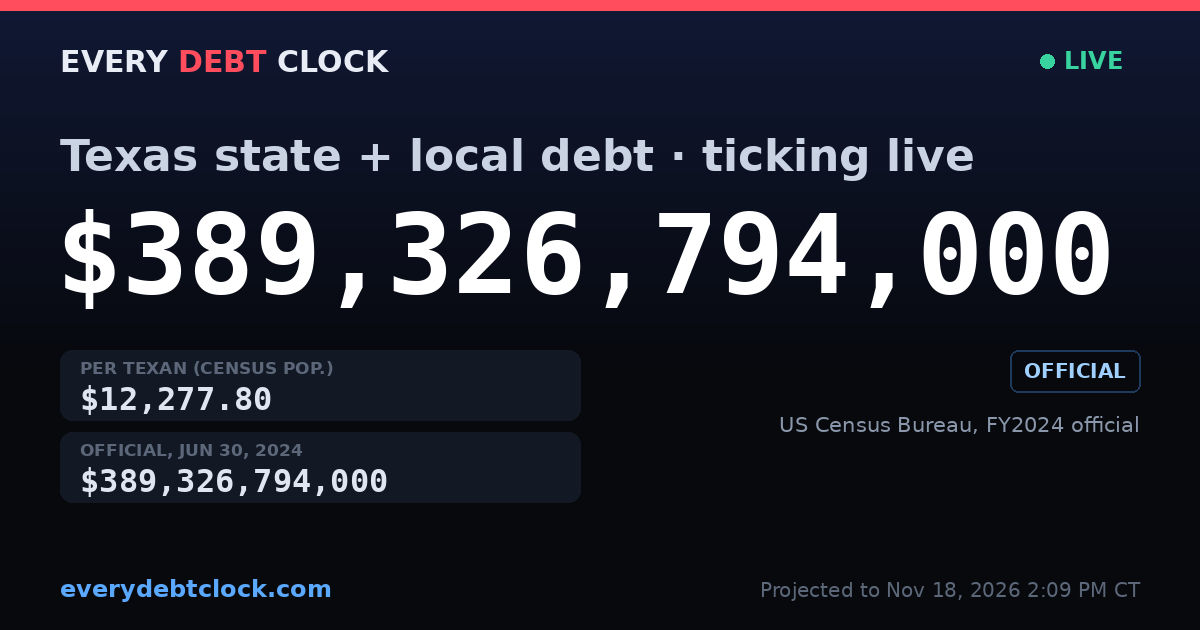 EVERY DEBT CLOCK
LIVE
Texas state + local debt · ticking live
$389,326,794,000
PER TEXAN (CENSUS POP.)
$12,277.80
OFFICIAL
US Census Bureau, FY2024 official
OFFICIAL, JUN 30, 2024
$389,326,794,000
everydebtclock.com
Projected to Nov 18, 2026 2:09 PM CT